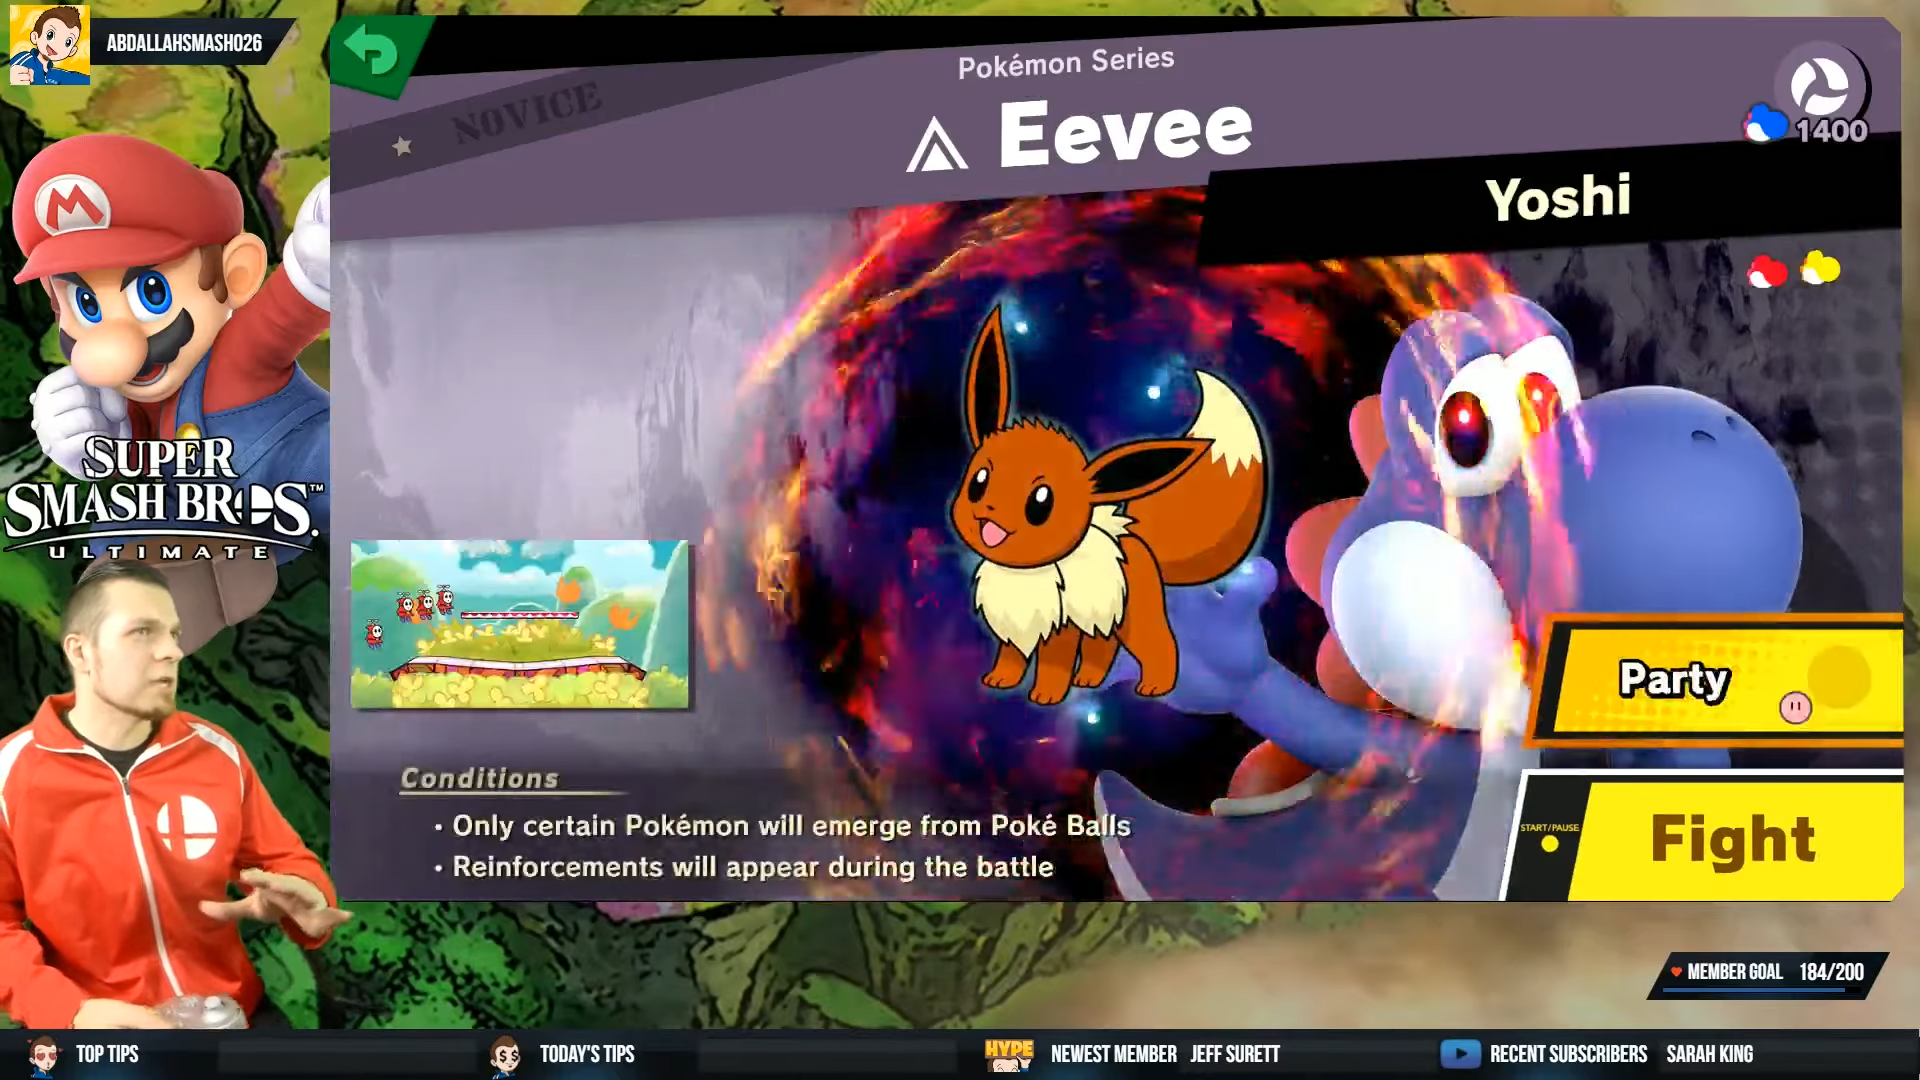 ABDALLAHSMASH026
Pokémon Series
NOVICE
Eevee
1400
Yoshi
M
SUPER
SMASH BROS.™
ULTIMATE
Party
Conditions
• Only certain Pokémon will emerge from Poké Balls
• Reinforcements will appear during the battle
START/PAUSE
Fight
MEMBER GOAL 184/200
TOP TIPS
TODAY'S TIPS
HYPE
NEWEST MEMBER JEFF SURETT
RECENT SUBSCRIBERS SARAH KING